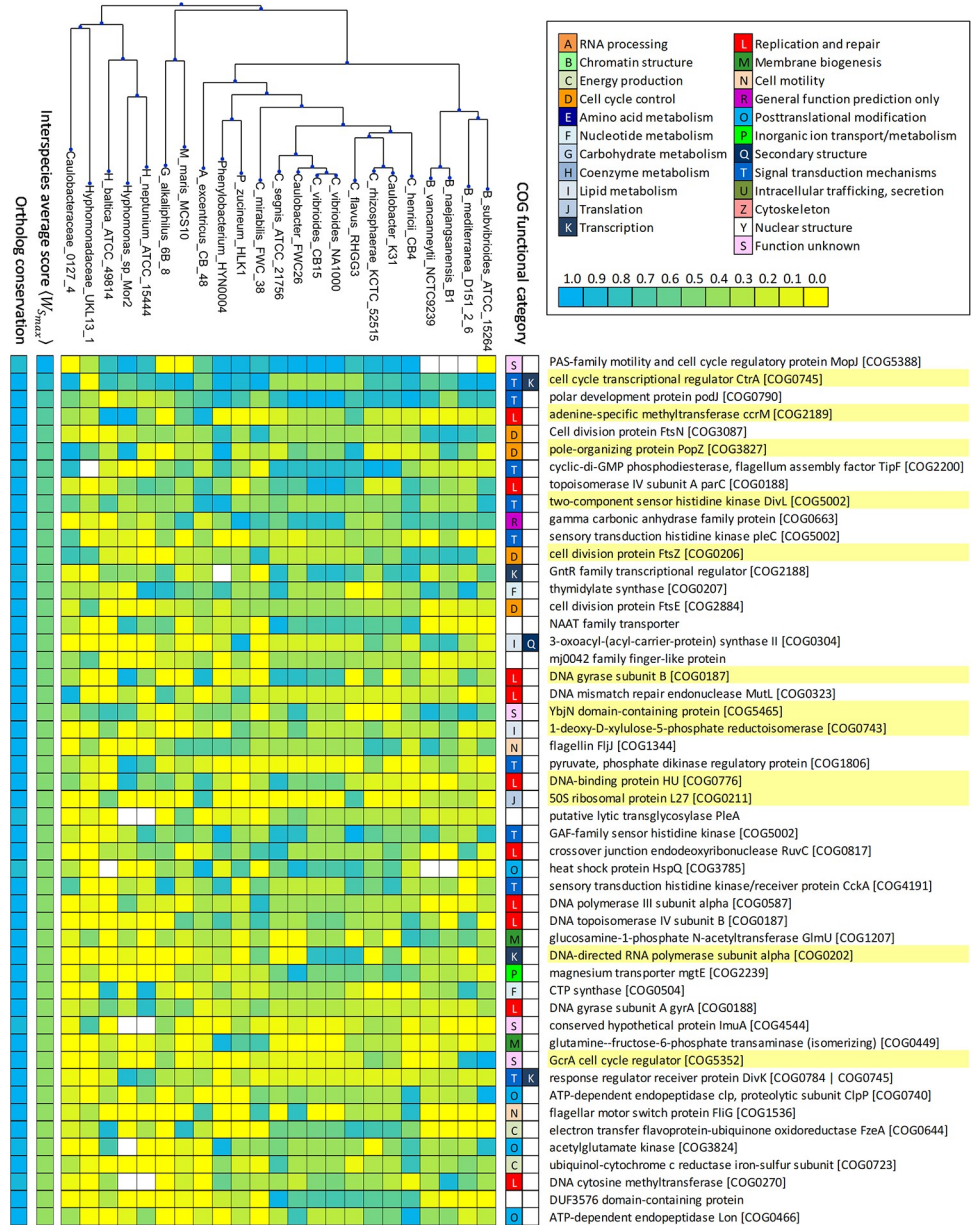 A RNA processing
B Chromatin structure
C Energy production
D Cell cycle control
E Amino acid metabolism
F Nucleotide metabolism
G Carbohydrate metabolism
H Coenzyme metabolism
I Lipid metabolism
J Translation
K Transcription
L Replication and repair
M Membrane biogenesis
N Cell motility
R General function prediction only
O Posttranslational modification
P Inorganic ion transport/metabolism
Q Secondary structure
T Signal transduction mechanisms
U Intracellular trafficking, secretion
Z Cytoskeleton
Y Nuclear structure
S Function unknown
1.0 0.9 0.8 0.7 0.6 0.5 0.4 0.3 0.2 0.1 0.0
Ortholog conservation
Interspecies average score (W_Smax)
Caulobacteraceae_0127_4
Hyphomonadaceae_UKL13_1
H_baltica_ATCC_49814
Hyphomonas_sp_Mor2
H_neptunium_ATCC_15444
G_alkaliphilus_6B_8
M_maris_MCS10
A_excentricus_CB_48
Phenylobacterium_HYN0004
P_zucineum_HLK1
C_mirabilis_FWC_38
C_segnis_ATCC_21756
Caulobacter_FWC26
C_vibrioides_CB15
C_vibrioides_NA1000
C_flavus_RHGG3
C_rhizosphaerae_KCTC_52515
Caulobacter_K31
C_henricii_CB4
B_vancanneytii_NCTC9239
B_naejangsanensis_B1
B_mediterranea_D151_2_6
B_subvibrioides_ATCC_15264
COG functional category
S PAS-family motility and cell cycle regulatory protein MopJ [COG5388]
T K cell cycle transcriptional regulator CtrA [COG0745]
T polar development protein podJ [COG0790]
L adenine-specific methyltransferase ccrM [COG2189]
D Cell division protein FtsN [COG3087]
D pole-organizing protein PopZ [COG3827]
T cyclic-di-GMP phosphodiesterase, flagellum assembly factor TipF [COG2200]
L topoisomerase IV subunit A parC [COG0188]
T two-component sensor histidine kinase DivL [COG5002]
R gamma carbonic anhydrase family protein [COG0663]
T sensory transduction histidine kinase pleC [COG5002]
D cell division protein FtsZ [COG0206]
K GntR family transcriptional regulator [COG2188]
F thymidylate synthase [COG0207]
D cell division protein FtsE [COG2884]
NAAT family transporter
I Q 3-oxoacyl-(acyl-carrier-protein) synthase II [COG0304]
mj0042 family finger-like protein
L DNA gyrase subunit B [COG0187]
L DNA mismatch repair endonuclease MutL [COG0323]
S YbjN domain-containing protein [COG5465]
I 1-deoxy-D-xylulose-5-phosphate reductoisomerase [COG0743]
N flagellin FljJ [COG1344]
T pyruvate, phosphate dikinase regulatory protein [COG1806]
L DNA-binding protein HU [COG0776]
J 50S ribosomal protein L27 [COG0211]
putative lytic transglycosylase PleA
T GAF-family sensor histidine kinase [COG5002]
L crossover junction endodeoxyribonuclease RuvC [COG0817]
O heat shock protein HspQ [COG3785]
T sensory transduction histidine kinase/receiver protein CckA [COG4191]
L DNA polymerase III subunit alpha [COG0587]
L DNA topoisomerase IV subunit B [COG0187]
M glucosamine-1-phosphate N-acetyltransferase GlmU [COG1207]
K DNA-directed RNA polymerase subunit alpha [COG0202]
P magnesium transporter mgtE [COG2239]
F CTP synthase [COG0504]
L DNA gyrase subunit A gyrA [COG0188]
S conserved hypothetical protein ImuA [COG4544]
M glutamine--fructose-6-phosphate transaminase (isomerizing) [COG0449]
S GcrA cell cycle regulator [COG5352]
T K response regulator receiver protein DivK [COG0784 | COG0745]
O ATP-dependent endopeptidase clp, proteolytic subunit ClpP [COG0740]
N flagellar motor switch protein FliG [COG1536]
C electron transfer flavoprotein-ubiquinone oxidoreductase FzeA [COG0644]
O acetylglutamate kinase [COG3824]
C ubiquinol-cytochrome c reductase iron-sulfur subunit [COG0723]
L DNA cytosine methyltransferase [COG0270]
DUF3576 domain-containing protein
O ATP-dependent endopeptidase Lon [COG0466]